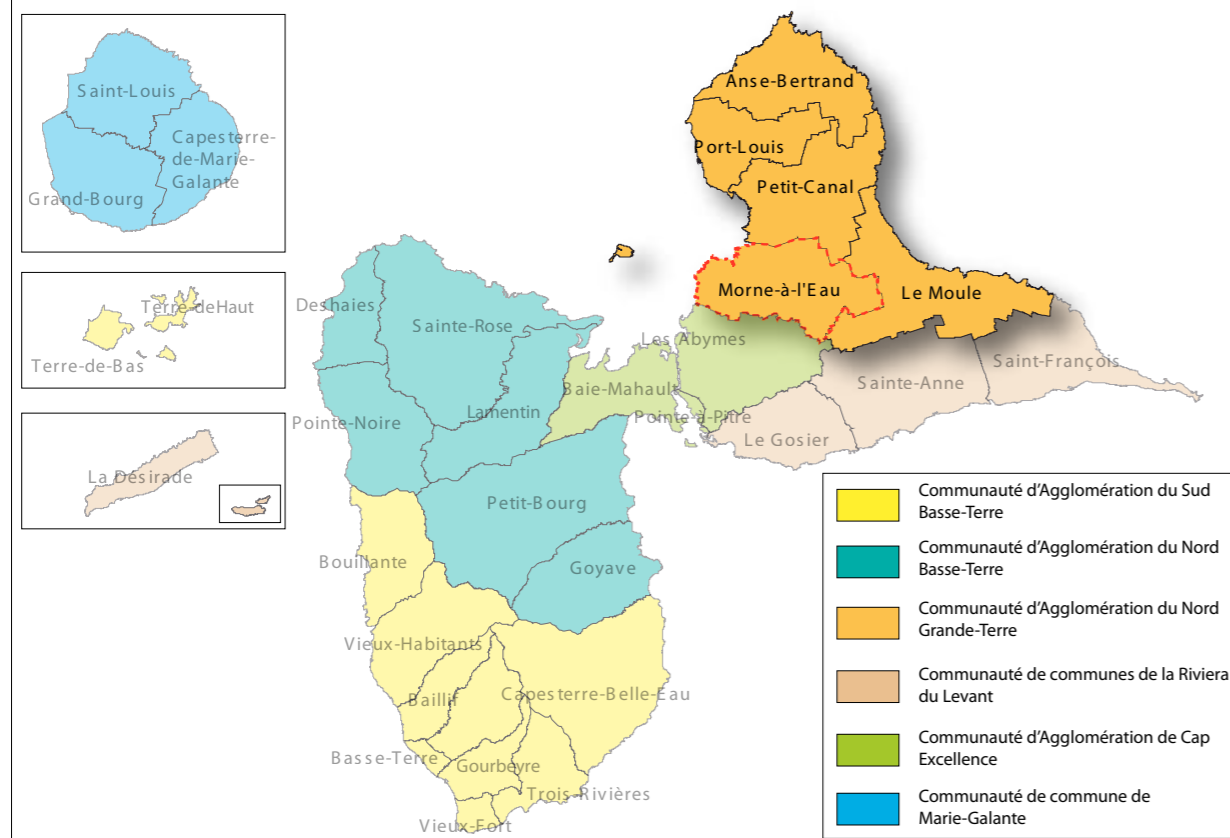 Saint-Louis
Capesterre-
de-Marie-
Galante
Grand-Bourg
Terre-deHaut
Terre-de-Bas
La Désirade
Anse-Bertrand
Port-Louis
Petit-Canal
Morne-à-l'Eau
Le Moule
Deshaies
Sainte-Rose
Les Abymes
Saint-François
Sainte-Anne
Baie-Mahault
Lamentin
Pointe-Noire
Pointe-à-Pitre
Le Gosier
Petit-Bourg
Bouillante
Goyave
Vieux-Habitants
Baillif
Capesterre-Belle-Eau
Basse-Terre
Gourbeyre
Trois-Rivières
Vieux-Fort
Communauté d'Agglomération du Sud
Basse-Terre
Communauté d'Agglomération du Nord
Basse-Terre
Communauté d'Agglomération du Nord
Grande-Terre
Communauté de communes de la Riviera
du Levant
Communauté d'Agglomération de Cap
Excellence
Communauté de commune de
Marie-Galante